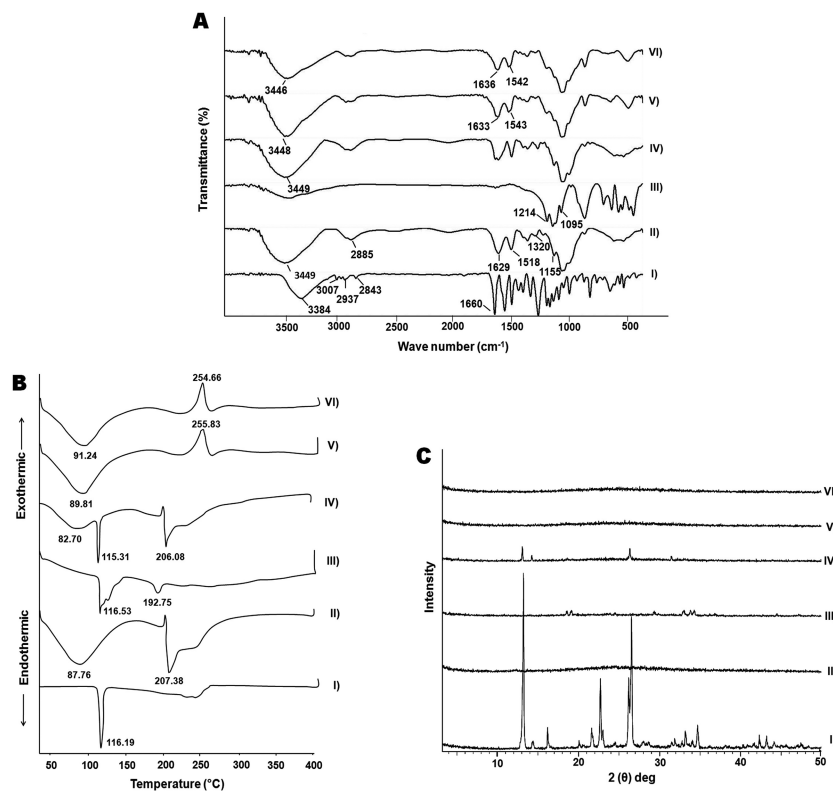 A
Transmittance (%)
VI)
3446
1636
1542
V)
3448
1633
1543
IV)
3449
III)
1214
1095
II)
3449
2885
1629
1518
1320
1155
I)
3384
3007
2937
2843
1660
3500
3000
2500
2000
1500
1000
500
Wave number (cm-1)
B
Endothermic
Exothermic
254.66
VI)
91.24
255.83
V)
89.81
IV)
82.70
115.31
206.08
III)
116.53
192.75
II)
87.76
207.38
I)
116.19
50
100
150
200
250
300
350
400
Temperature (°C)
C
Intensity
VI
V
IV
III
II
I
10
20
30
40
50
2 (θ) deg